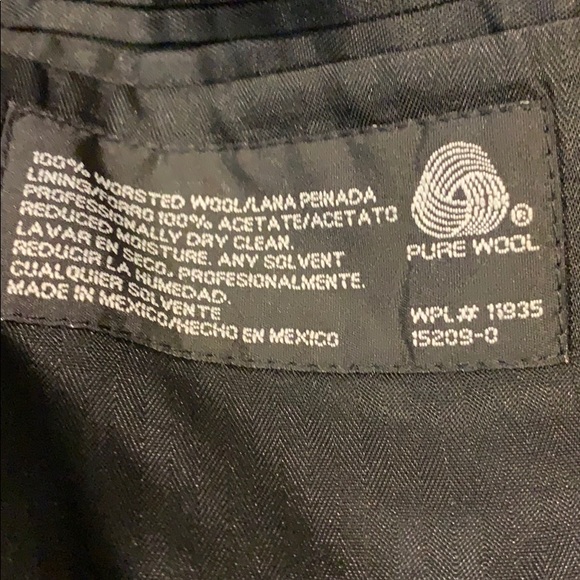 100% WORSTED WOOL/LANA PEINADA
LINING/FORRO 100% ACETATE/ACETATO
PROFESSIONALLY DRY CLEAN.
REDUCED MOISTURE. ANY SOLVENT
LAVAR EN SECO. PROFESIONALMENTE.
REDUCIR LA HUMEDAD.
CUALQUIER SOLVENTE
MADE IN MEXICO/HECHO EN MEXICO
®
PURE WOOL
WPL# 11935
15209-0